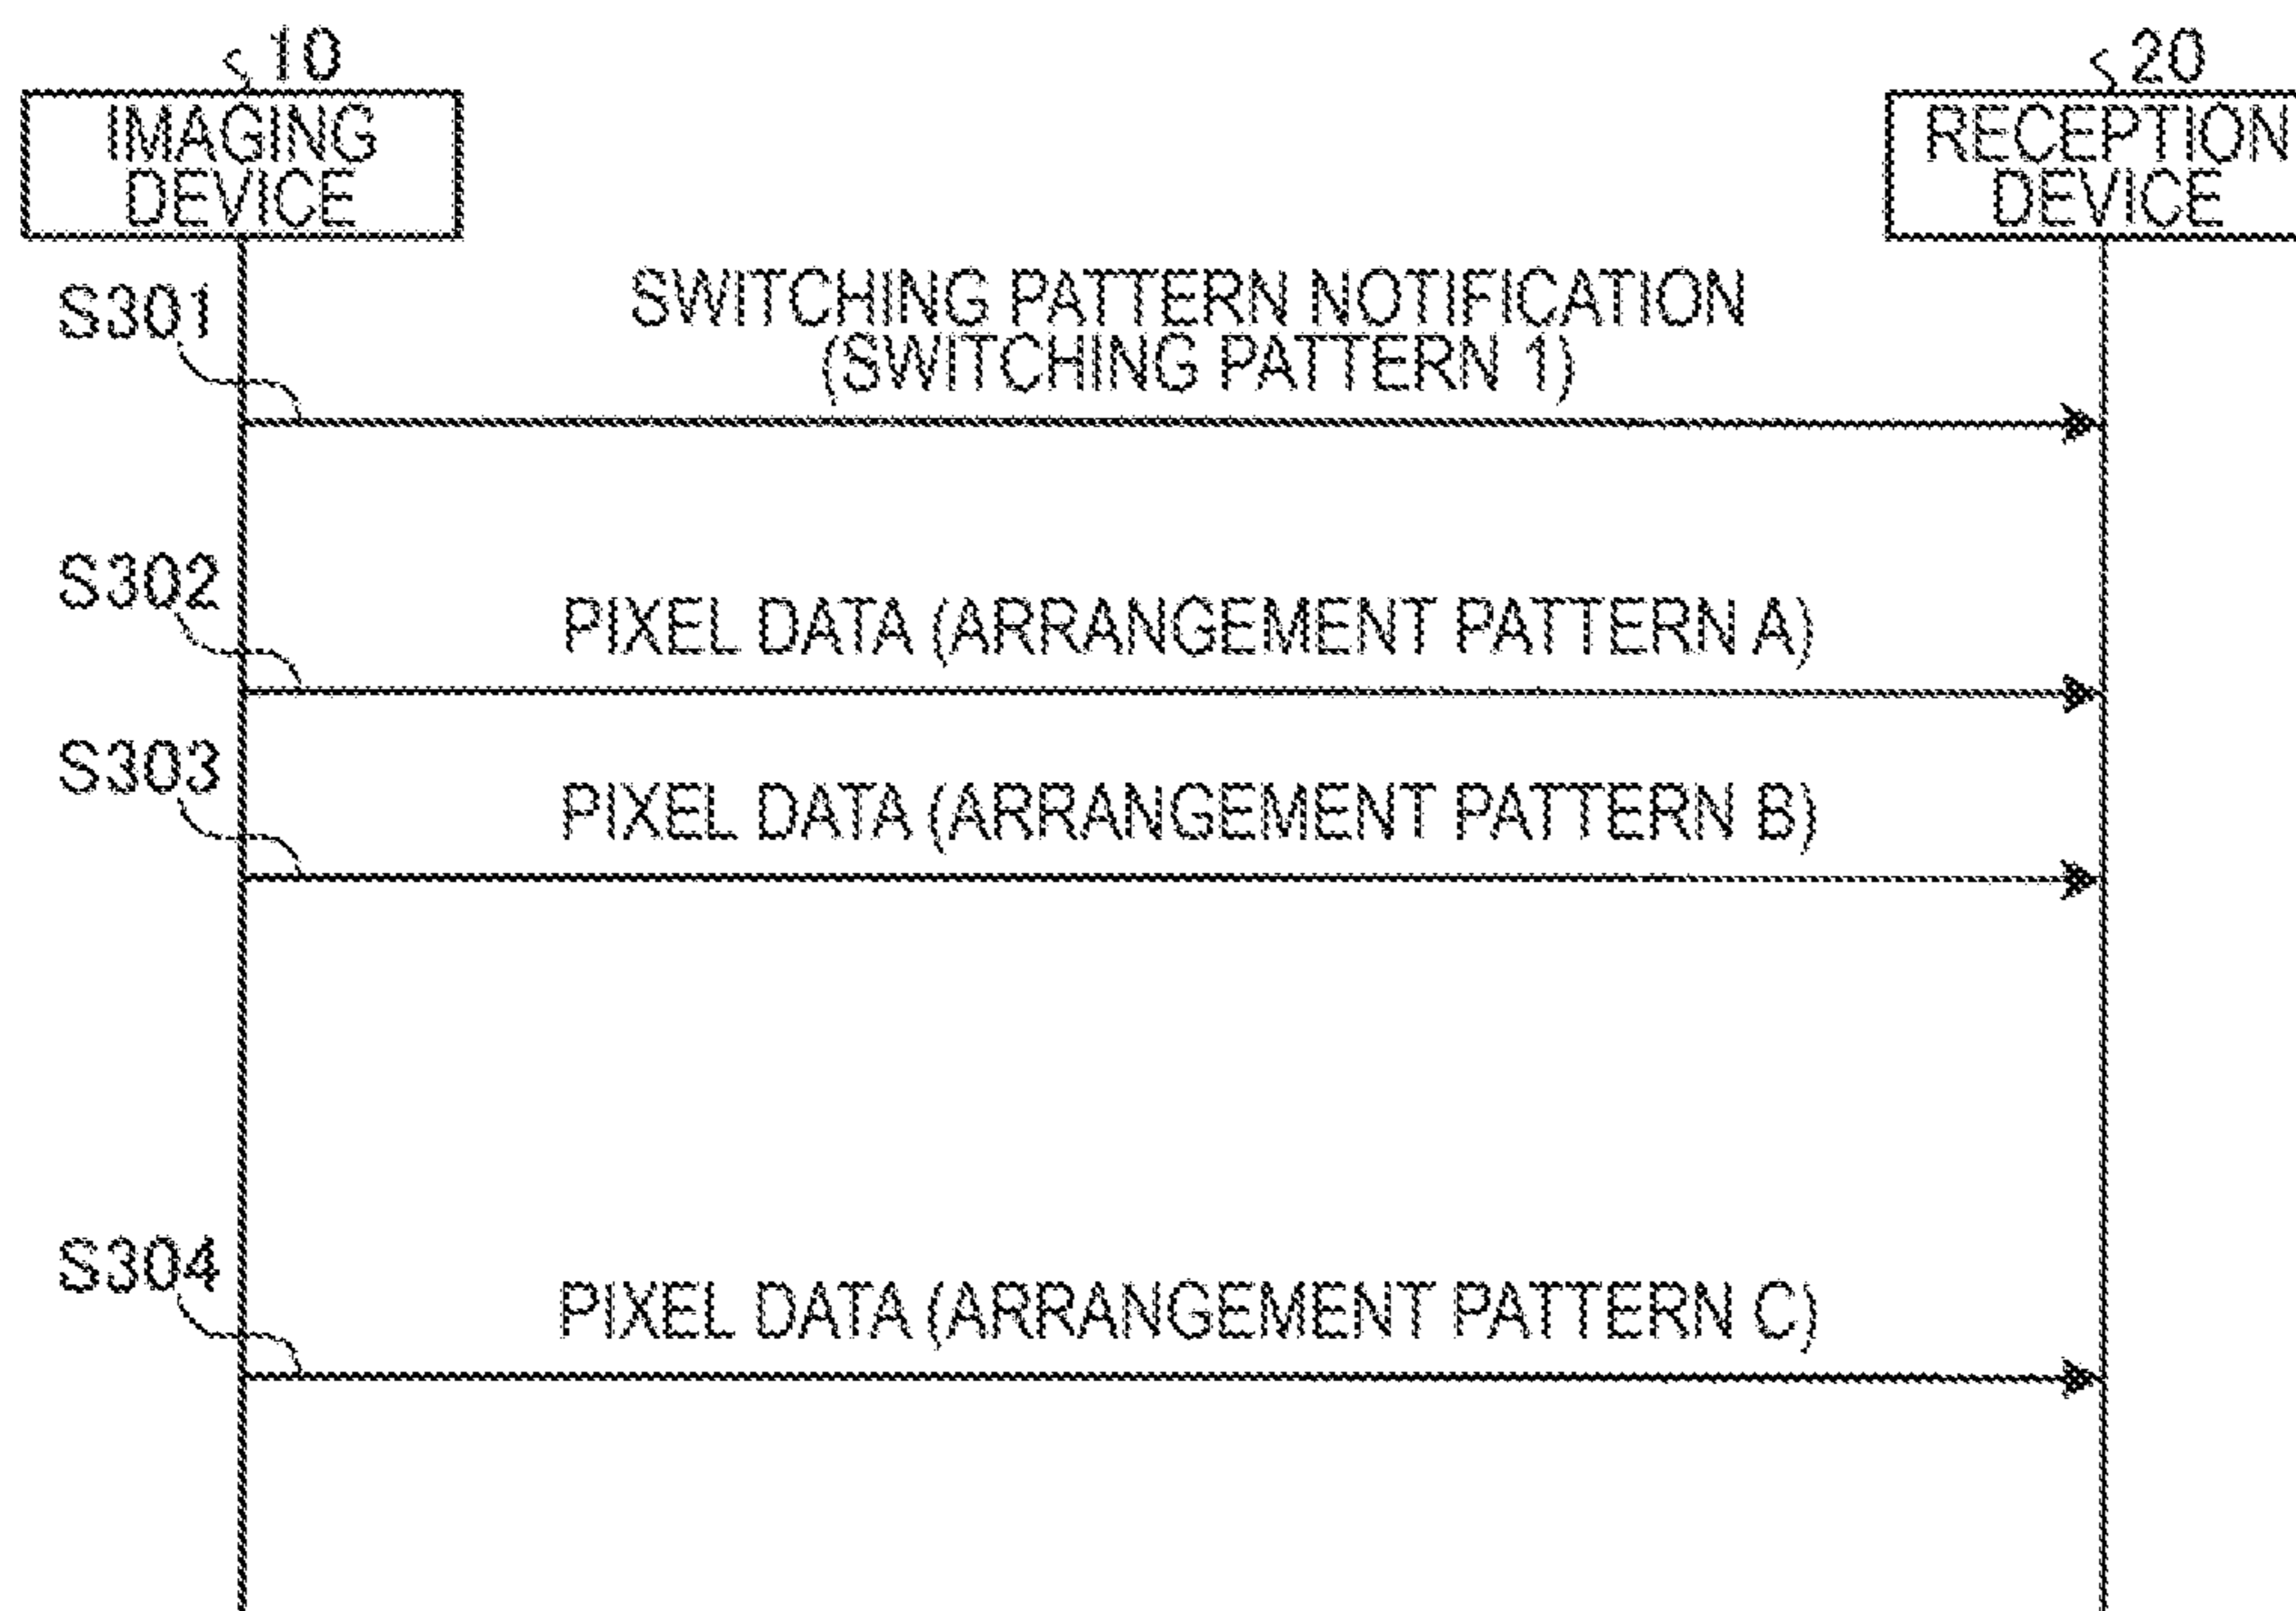 10
IMAGING
DEVICE
20
RECEPTION
DEVICE
S301
SWITCHING PATTERN NOTIFICATION
(SWITCHING PATTERN 1)
S302
PIXEL DATA (ARRANGEMENT PATTERN A)
S303
PIXEL DATA (ARRANGEMENT PATTERN B)
S304
PIXEL DATA (ARRANGEMENT PATTERN C)